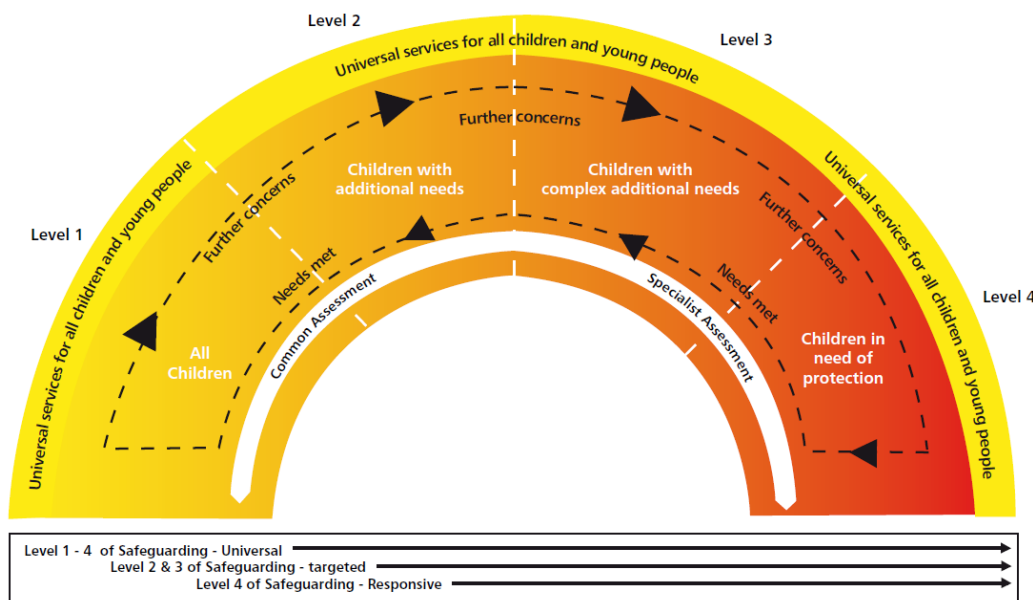 Level 1
Level 2
Level 3
Level 4
Universal services for all children and young people
Universal services for all children and young people
Universal services for all children and young people
Further concerns
Further concerns
Further concerns
All
Children
Children with
additional needs
Children with
complex additional needs
Children in
need of
protection
Needs met
Needs met
Common Assessment
Specialist Assessment
Level 1 - 4 of Safeguarding - Universal
Level 2 & 3 of Safeguarding - targeted
Level 4 of Safeguarding - Responsive